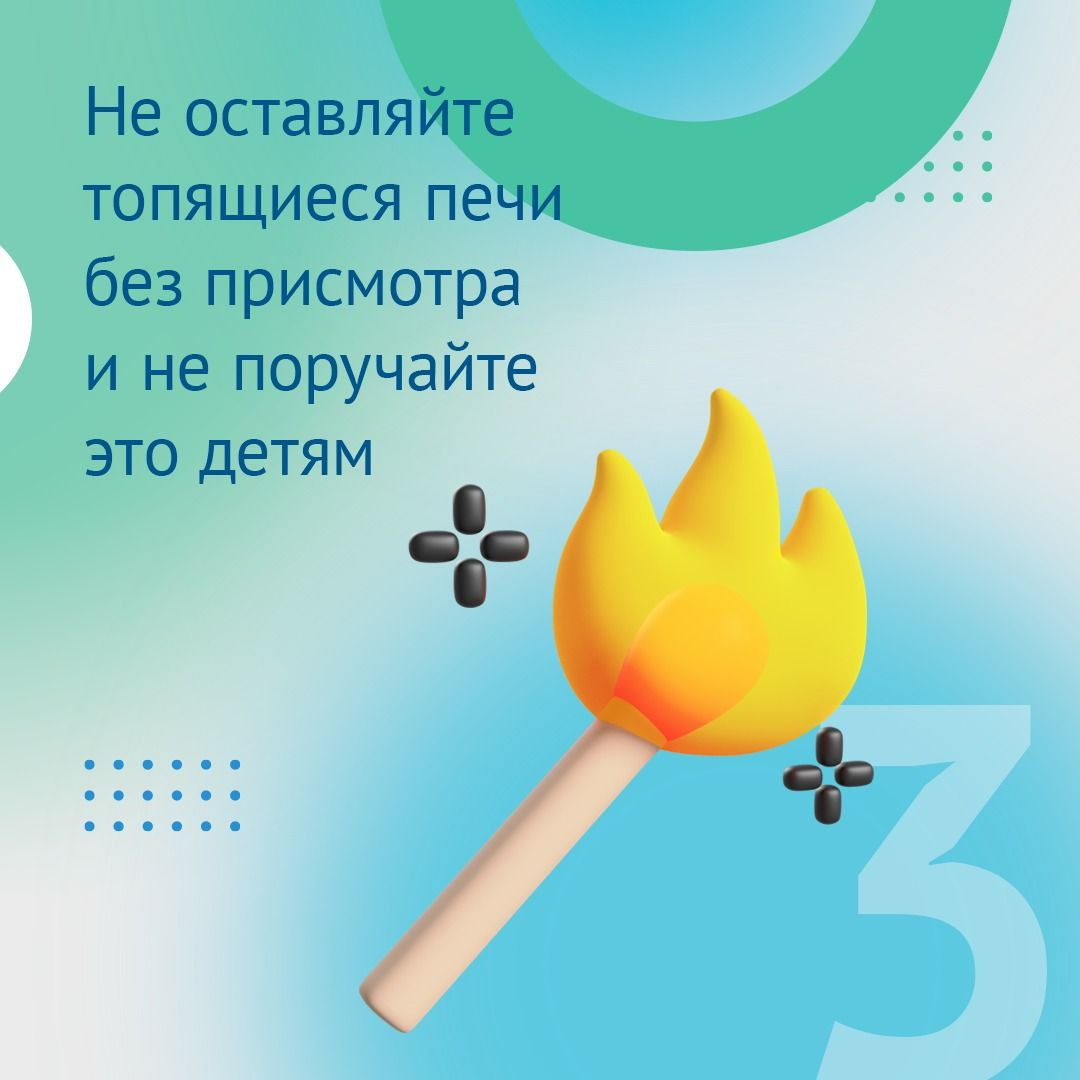 Не оставляйте
топящиеся печи
без присмотра
и не поручайте
это детям
3